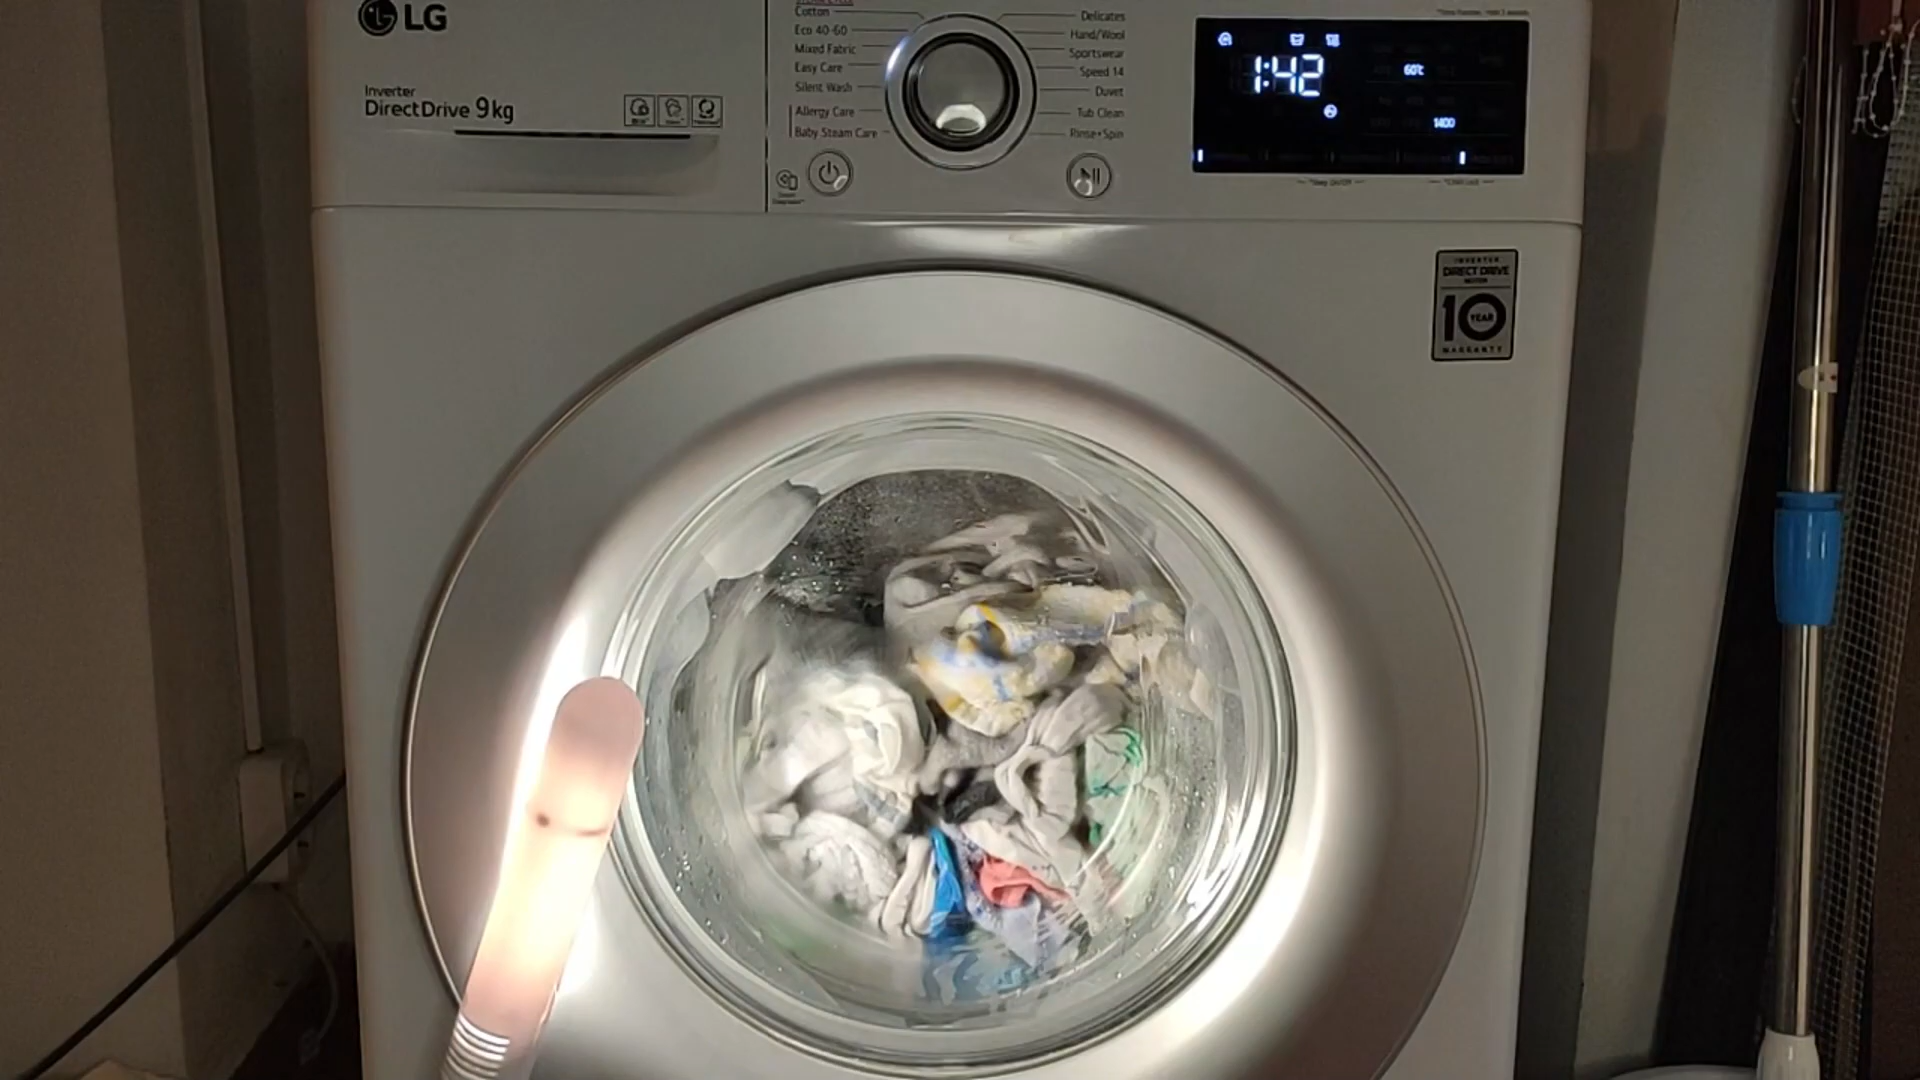 LG
Inverter
DirectDrive 9kg
Cotton
Eco 40-60
Mixed Fabric
Easy Care
Silent Wash
Allergy Care
Baby Steam Care
Delicates
Hand/Wool
Sportswear
Speed 14
Duvet
Tub Clean
Rinse+Spin
1:42
60℃
1400
INVERTER
DIRECT DRIVE
MOTOR
10 YEAR
WARRANTY